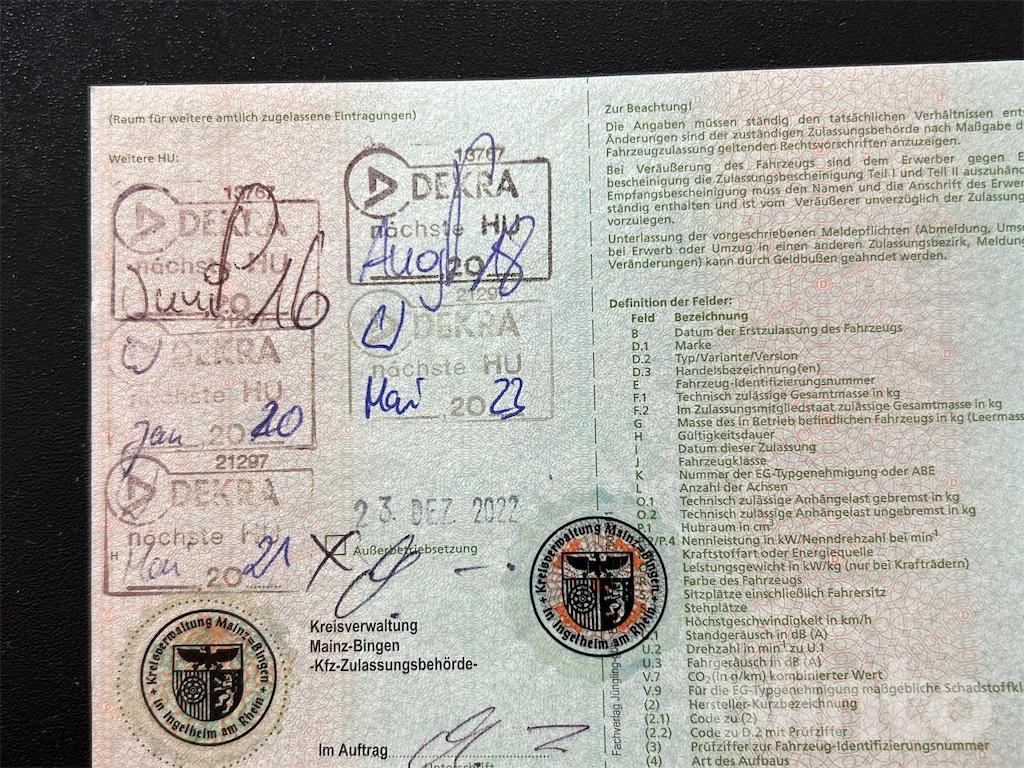 (Raum für weitere amtlich zugelassene Eintragungen)
Weitere HU:
13767
DEKRA
nächste HU
Juni 2016
13767
DEKRA
nächste HU
Aug 2018
21297
DEKRA
nächste HU
Jan 2020
2129
DEKRA
nächste HU
Mai 2023
21297
DEKRA
nächste HU
H
Mai 2021
23. DEZ. 2022
Außerbetriebsetzung
Kreisverwaltung
Mainz-Bingen
-Kfz-Zulassungsbehörde-
Im Auftrag
Unterschrift
Kreisverwaltung Mainz-Bingen
in Ingelheim am Rhein
Kreisverwaltung Mainz-Bingen
in Ingelheim am Rhein
Fachverlag Jüngling-g
Zur Beachtung!
Die Angaben müssen ständig den tatsächlichen Verhältnissen ent
Änderungen sind der zuständigen Zulassungsbehörde nach Maßgabe d
Fahrzeugzulassung geltenden Rechtsvorschriften anzuzeigen.
Bei Veräußerung des Fahrzeugs sind dem Erwerber gegen E
bescheinigung die Zulassungsbescheinigung Teil I und Teil II auszuhänd
Empfangsbescheinigung muss den Namen und die Anschrift des Erwer
ständig enthalten und ist vom Veräußerer unverzüglich der Zulassung
vorzulegen.
Unterlassung der vorgeschriebenen Meldepflichten (Abmeldung, Umsc
bei Erwerb oder Umzug in einen anderen Zulassungsbezirk, Meldung
Veränderungen) kann durch Geldbußen geahndet werden.
Definition der Felder:
Feld Bezeichnung
B Datum der Erstzulassung des Fahrzeugs
D.1 Marke
D.2 Typ/Variante/Version
D.3 Handelsbezeichnung(en)
E Fahrzeug-Identifizierungsnummer
F.1 Technisch zulässige Gesamtmasse in kg
F.2 Im Zulassungsmitgliedstaat zulässige Gesamtmasse in kg
G Masse des in Betrieb befindlichen Fahrzeugs in kg (Leermass
H Gültigkeitsdauer
I Datum dieser Zulassung
J Fahrzeugklasse
K Nummer der EG-Typgenehmigung oder ABE
L Anzahl der Achsen
O.1 Technisch zulässige Anhängelast gebremst in kg
O.2 Technisch zulässige Anhängelast ungebremst in kg
P.1 Hubraum in cm³
P.2/P.4 Nennleistung in kW/Nenndrehzahl bei min⁻¹
Kraftstoffart oder Energiequelle
Leistungsgewicht in kW/kg (nur bei Krafträdern)
Farbe des Fahrzeugs
Sitzplätze einschließlich Fahrersitz
Stehplätze
Höchstgeschwindigkeit in km/h
.1 Standgeräusch in dB (A)
U.2 Drehzahl in min⁻¹ zu U.1
U.3 Fahrgeräusch in dB (A)
V.7 CO₂ (in g/km) kombinierter Wert
V.9 Für die EG-Typgenehmigung maßgebliche Schadstoffkl
(2) Hersteller-Kurzbezeichnung
(2.1) Code zu (2)
(2.2) Code zu D.2 mit Prüfziffer
(3) Prüfziffer zur Fahrzeug-Identifizierungsnummer
(4) Art des Aufbaus